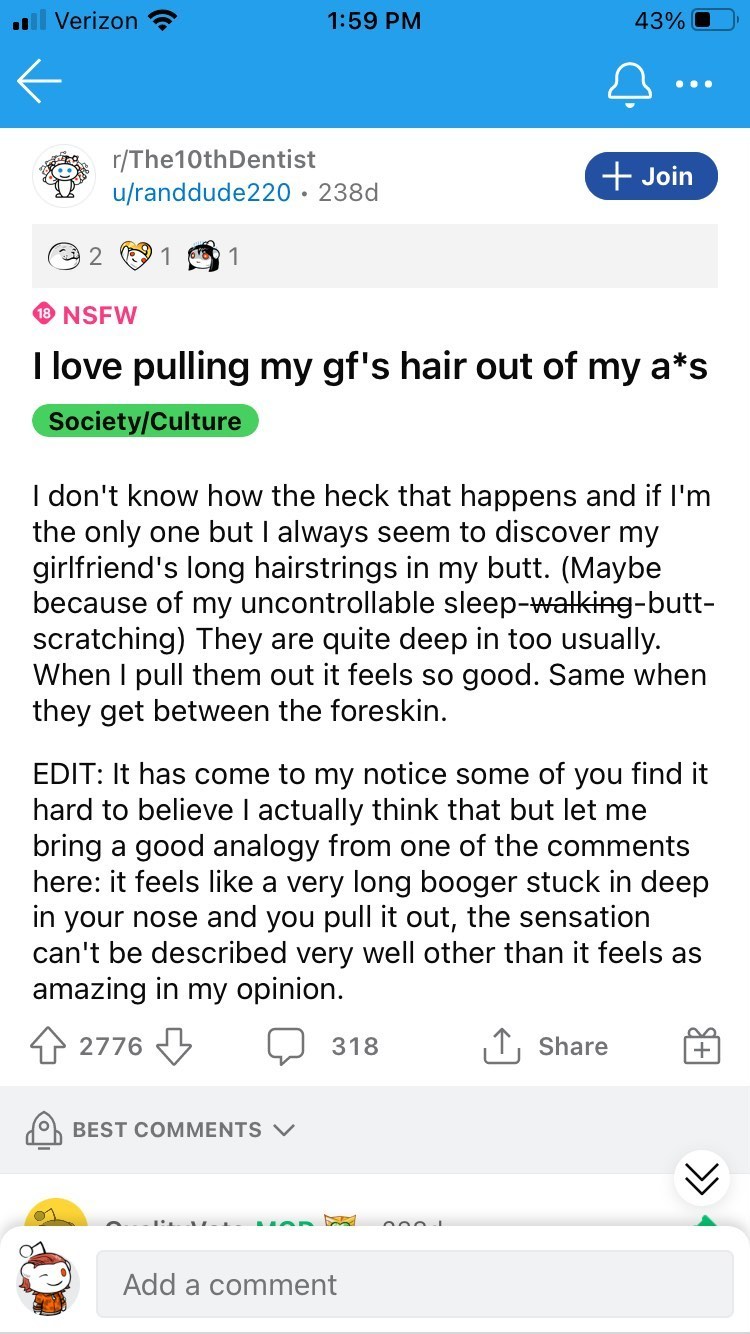 Verizon 1:59 PM 43%
r/The10thDentist
u/randdude220 • 238d
+ Join
2 1 1
18 NSFW
I love pulling my gf's hair out of my a*s
Society/Culture
I don't know how the heck that happens and if I'm
the only one but I always seem to discover my
girlfriend's long hairstrings in my butt. (Maybe
because of my uncontrollable sleep-walking-butt-
scratching) They are quite deep in too usually.
When I pull them out it feels so good. Same when
they get between the foreskin.
EDIT: It has come to my notice some of you find it
hard to believe I actually think that but let me
bring a good analogy from one of the comments
here: it feels like a very long booger stuck in deep
in your nose and you pull it out, the sensation
can't be described very well other than it feels as
amazing in my opinion.
2776 318 Share
BEST COMMENTS
Add a comment